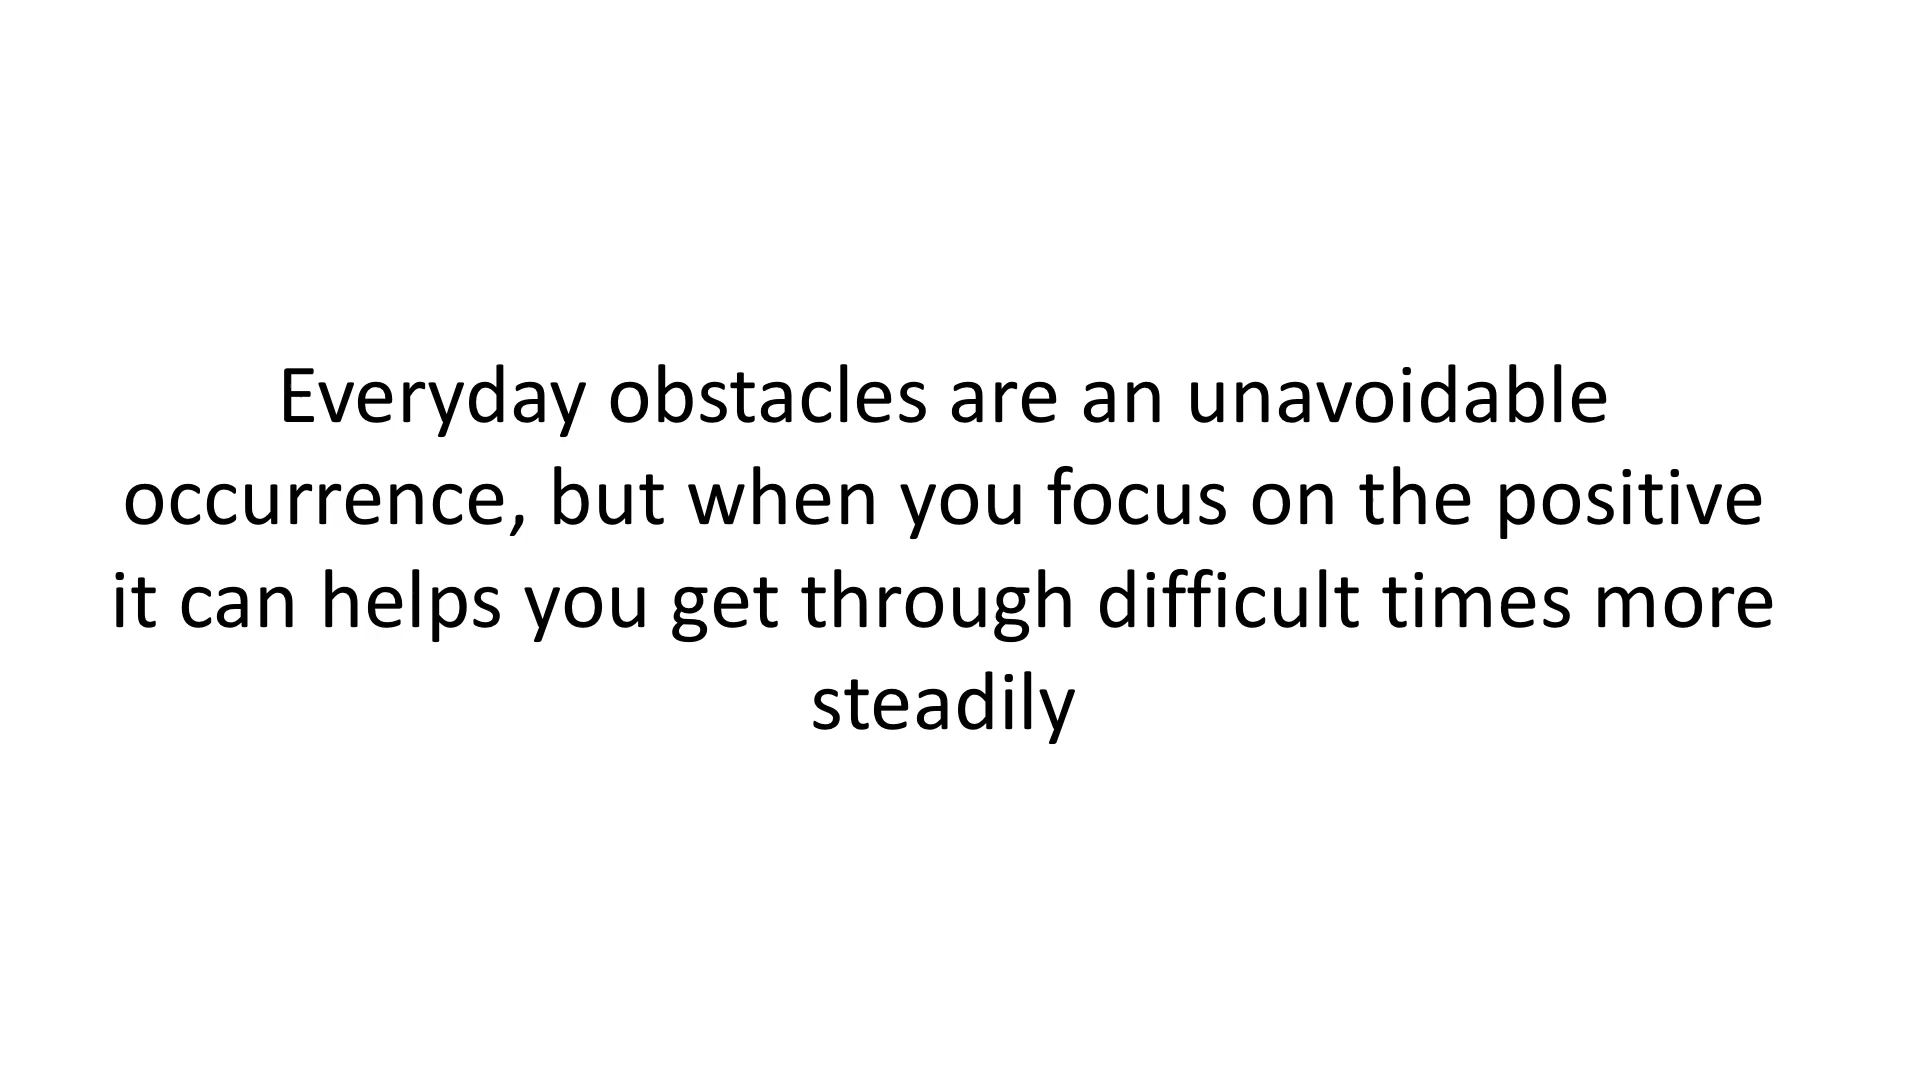 Everyday obstacles are an unavoidable
occurrence, but when you focus on the positive
it can helps you get through difficult times more
steadily